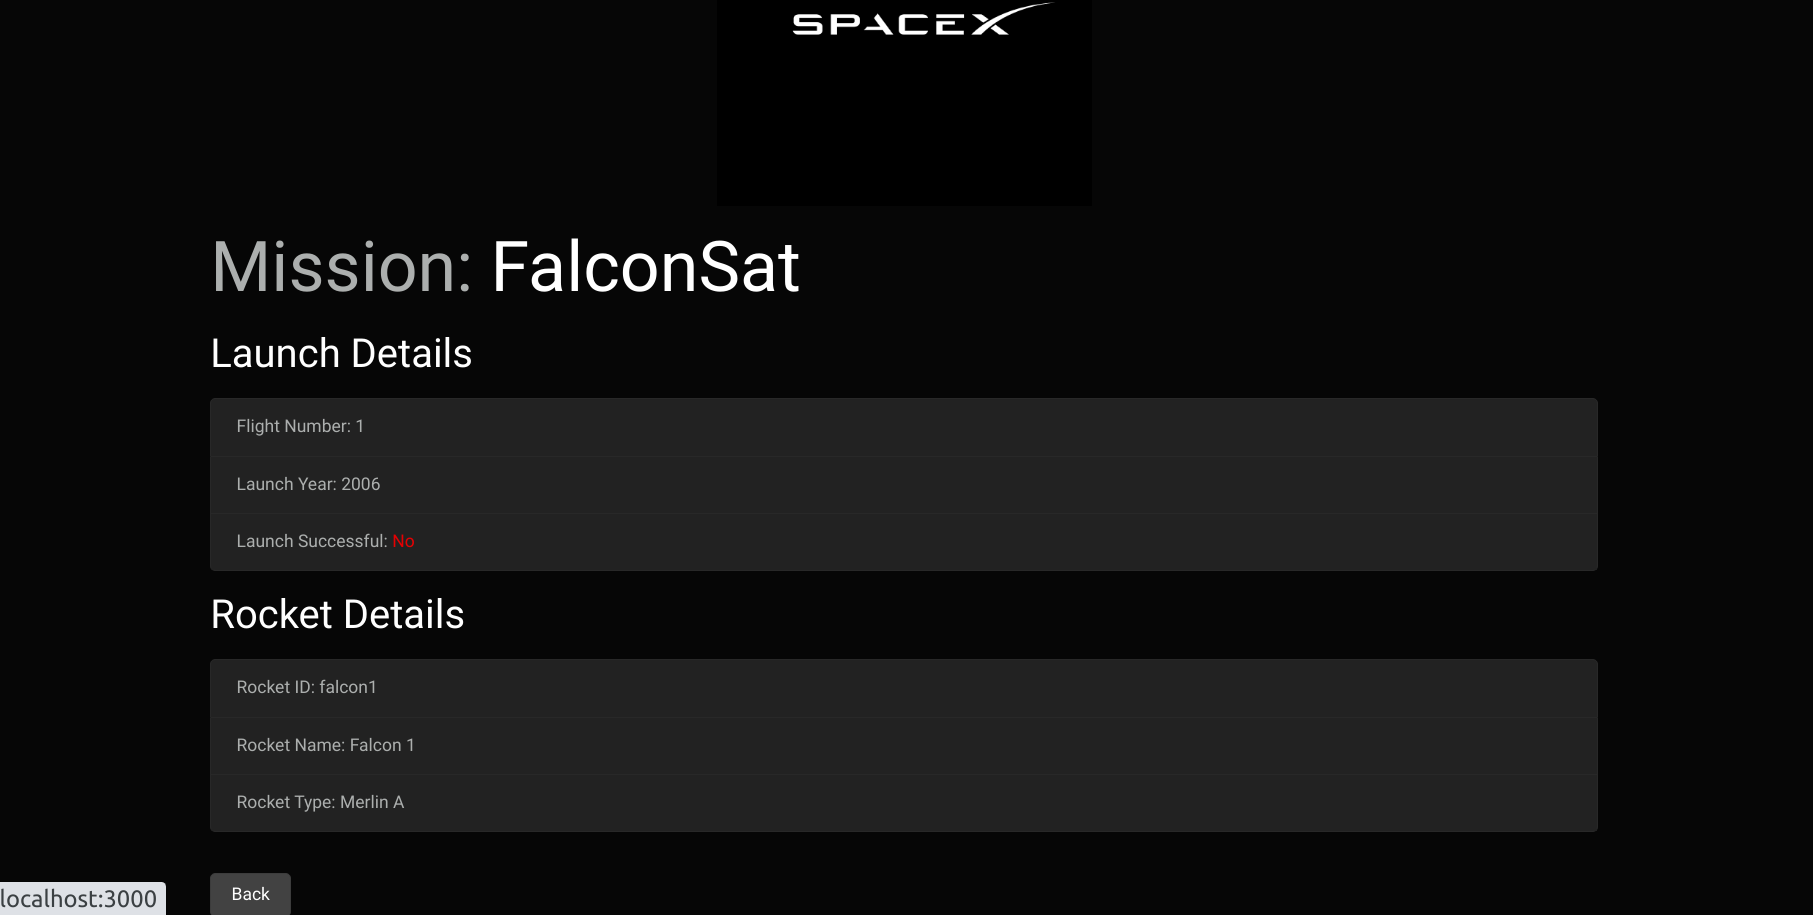 SPACEX
Mission: FalconSat
Launch Details
Flight Number: 1
Launch Year: 2006
Launch Successful: No
Rocket Details
Rocket ID: falcon1
Rocket Name: Falcon 1
Rocket Type: Merlin A
Back
localhost:3000